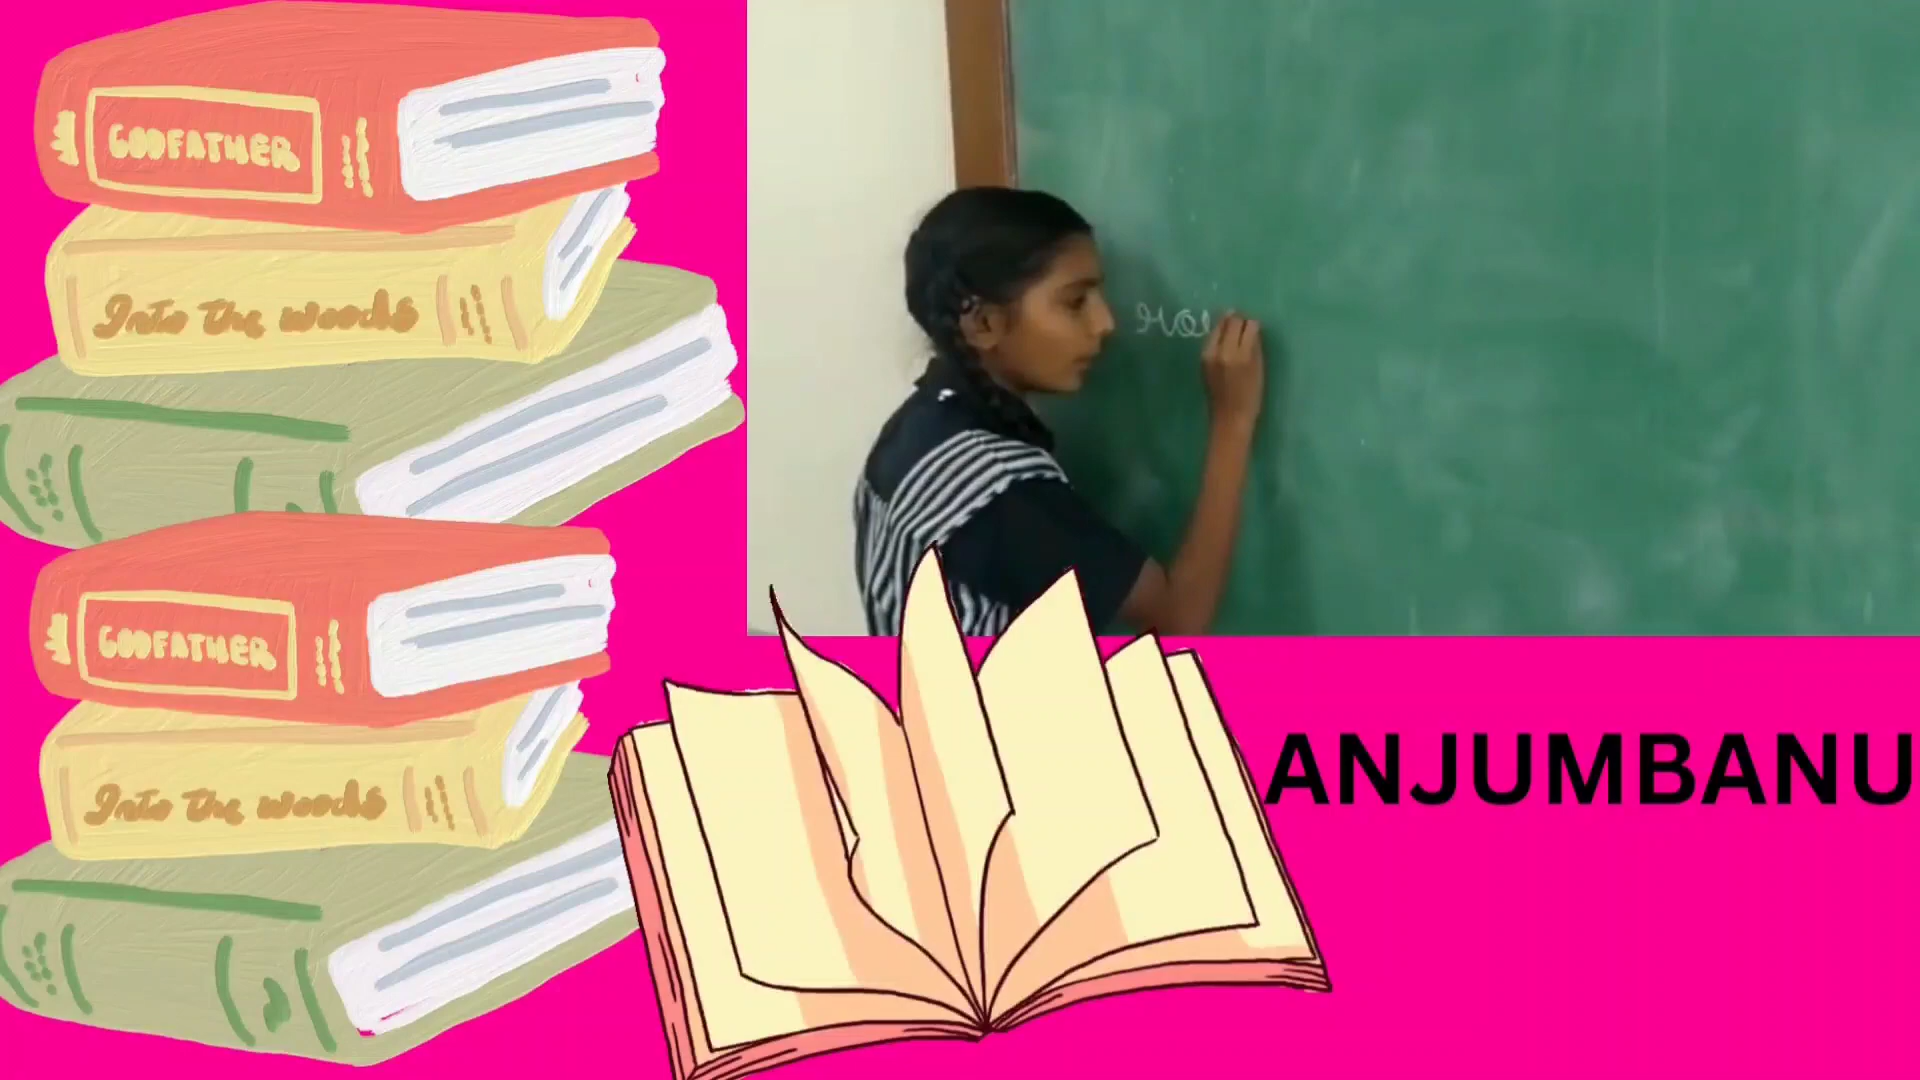 GODFATHER
Into the woods
GODFATHER
Into the woods
ANJUMBANU